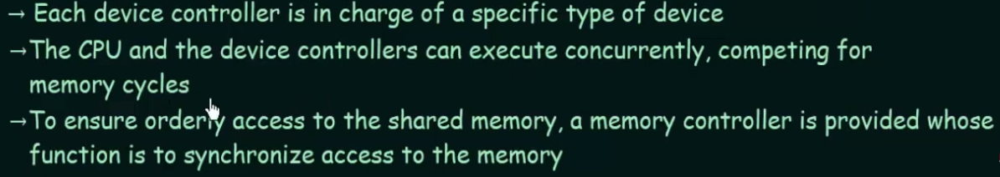 → Each device controller is in charge of a specific type of device
→The CPU and the device controllers can execute concurrently, competing for
memory cycles
→To ensure orderly access to the shared memory, a memory controller is provided whose
function is to synchronize access to the memory